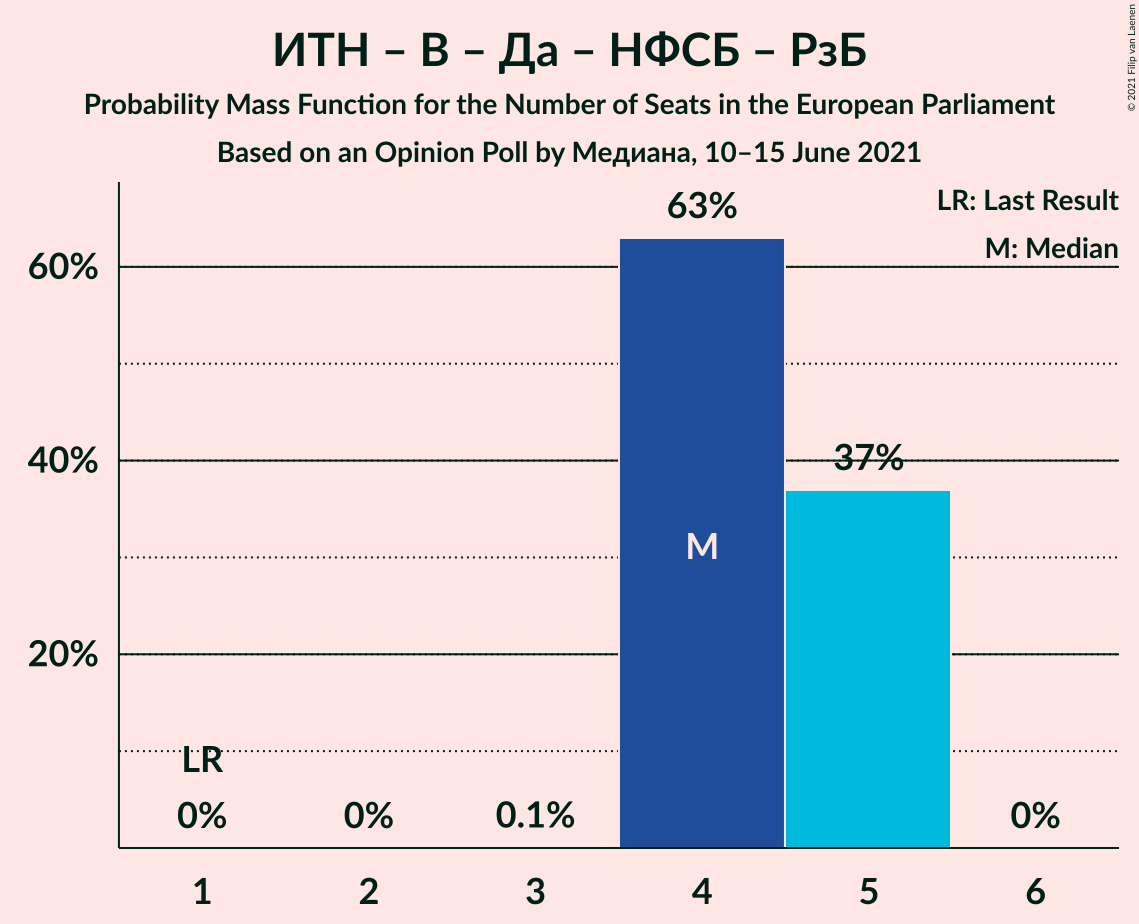 ИТН – В – Да – НФСБ – РзБ
Probability Mass Function for the Number of Seats in the European Parliament
Based on an Opinion Poll by Медиана, 10–15 June 2021
© 2021 Filip van Laenen
LR: Last Result
M: Median
63%
60%
40%
37%
M
20%
LR
0%
0%
0.1%
0%
1
2
3
4
5
6